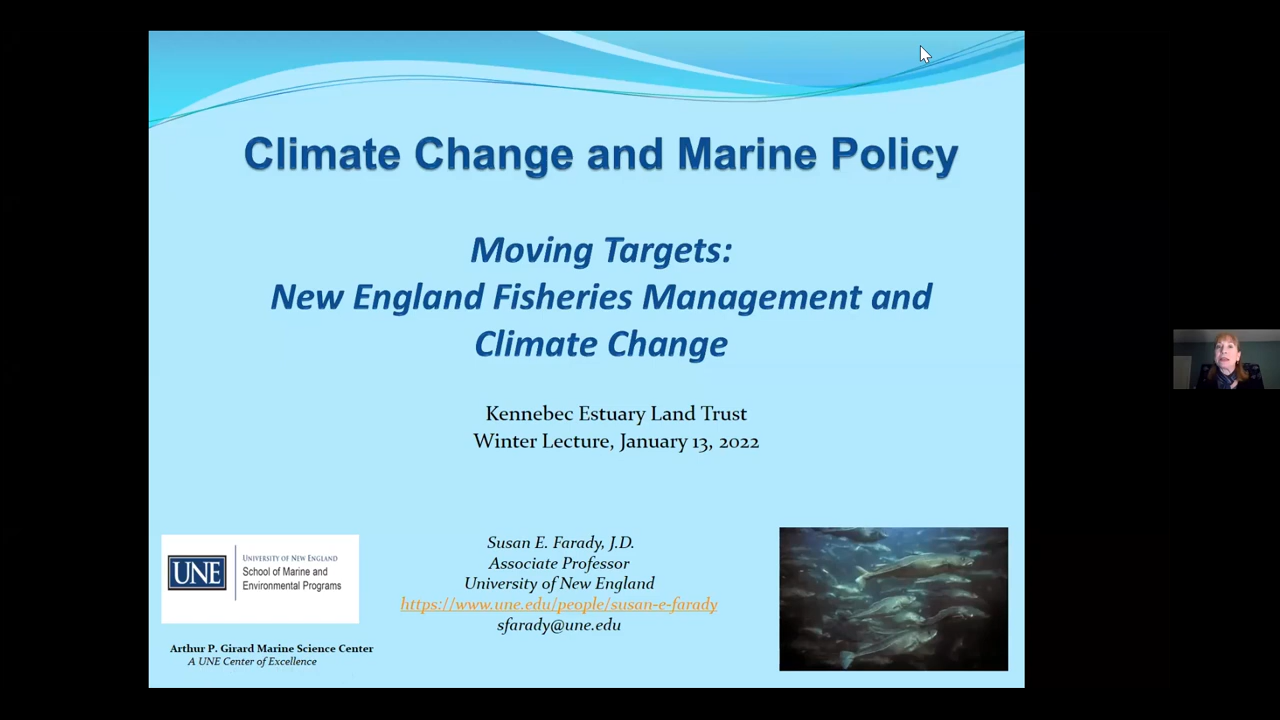 Climate Change and Marine Policy
Moving Targets:
New England Fisheries Management and
Climate Change
Kennebec Estuary Land Trust
Winter Lecture, January 13, 2022
Susan E. Farady, J.D.
Associate Professor
University of New England
https://www.une.edu/people/susan-e-farady
sfarady@une.edu
UNE
UNIVERSITY OF NEW ENGLAND
School of Marine and
Environmental Programs
Arthur P. Girard Marine Science Center
A UNE Center of Excellence